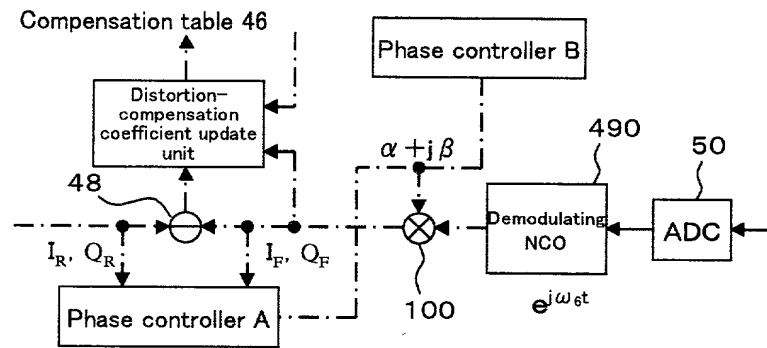 Compensation table 46
Phase controller B
Distortion-
compensation
coefficient update
unit
α+jβ
490
50
48
Demodulating
NCO
ADC
I_R, Q_R
I_F, Q_F
100
e^{jω_6t}
Phase controller A